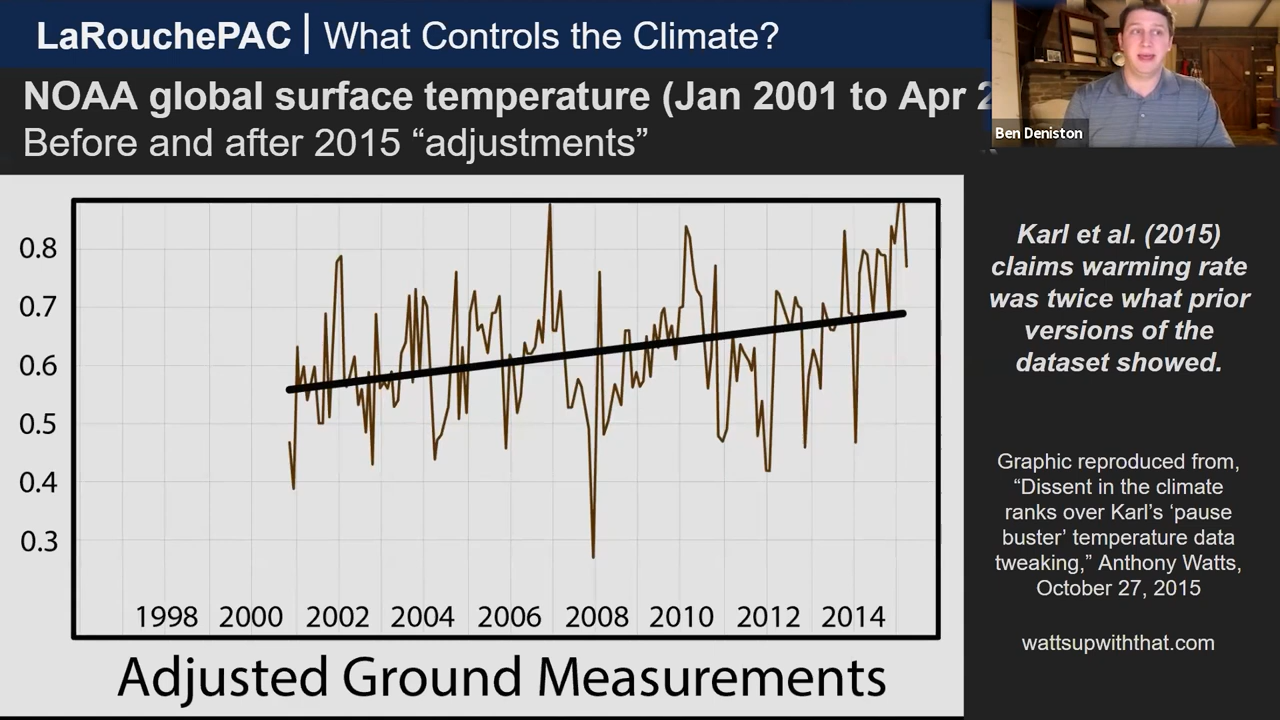 LaRouchePAC | What Controls the Climate?
NOAA global surface temperature (Jan 2001 to Apr 2
Before and after 2015 “adjustments”
Ben Deniston
0.8
0.7
0.6
0.5
0.4
0.3
1998 2000 2002 2004 2006 2008 2010 2012 2014
Adjusted Ground Measurements
Karl et al. (2015)
claims warming rate
was twice what prior
versions of the
dataset showed.
Graphic reproduced from,
“Dissent in the climate
ranks over Karl’s ‘pause
buster’ temperature data
tweaking,” Anthony Watts,
October 27, 2015
wattsupwiththat.com